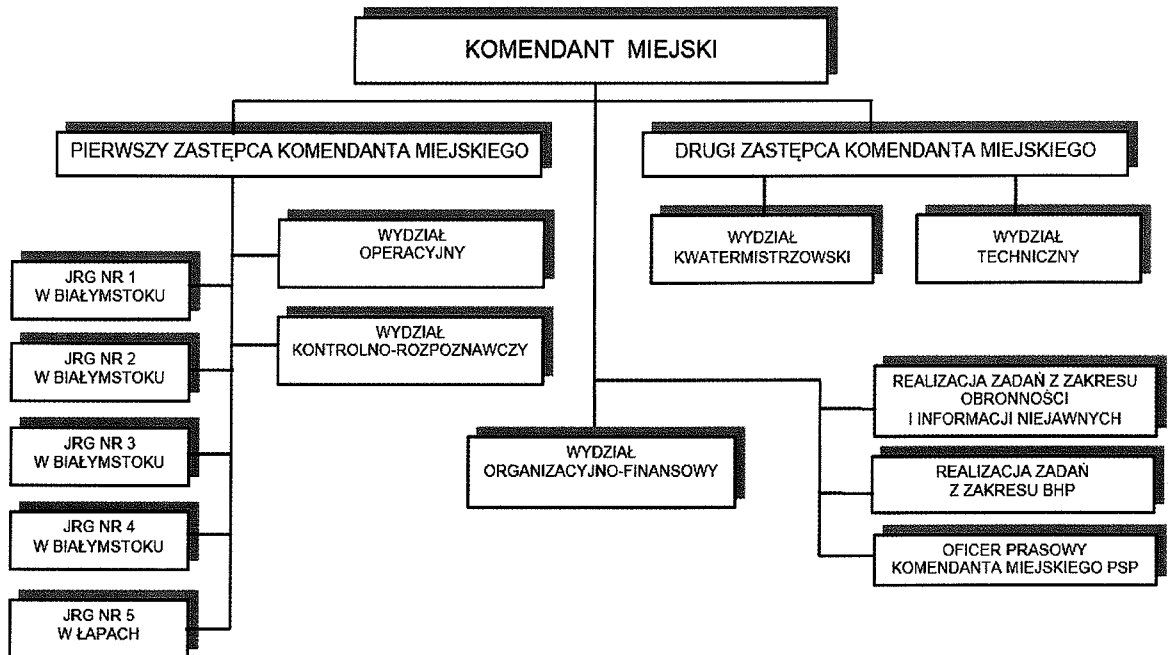 KOMENDANT MIEJSKI
PIERWSZY ZASTĘPCA KOMENDANTA MIEJSKIEGO
DRUGI ZASTĘPCA KOMENDANTA MIEJSKIEGO
WYDZIAŁ
OPERACYJNY
WYDZIAŁ
KONTROLNO-ROZPOZNAWCZY
JRG NR 1
W BIAŁYMSTOKU
JRG NR 2
W BIAŁYMSTOKU
JRG NR 3
W BIAŁYMSTOKU
JRG NR 4
W BIAŁYMSTOKU
JRG NR 5
W ŁAPACH
WYDZIAŁ
ORGANIZACYJNO-FINANSOWY
WYDZIAŁ
KWATERMISTRZOWSKI
WYDZIAŁ
TECHNICZNY
REALIZACJA ZADAŃ Z ZAKRESU
OBRONNOŚCI
I INFORMACJI NIEJAWNYCH
REALIZACJA ZADAŃ
Z ZAKRESU BHP
OFICER PRASOWY
KOMENDANTA MIEJSKIEGO PSP